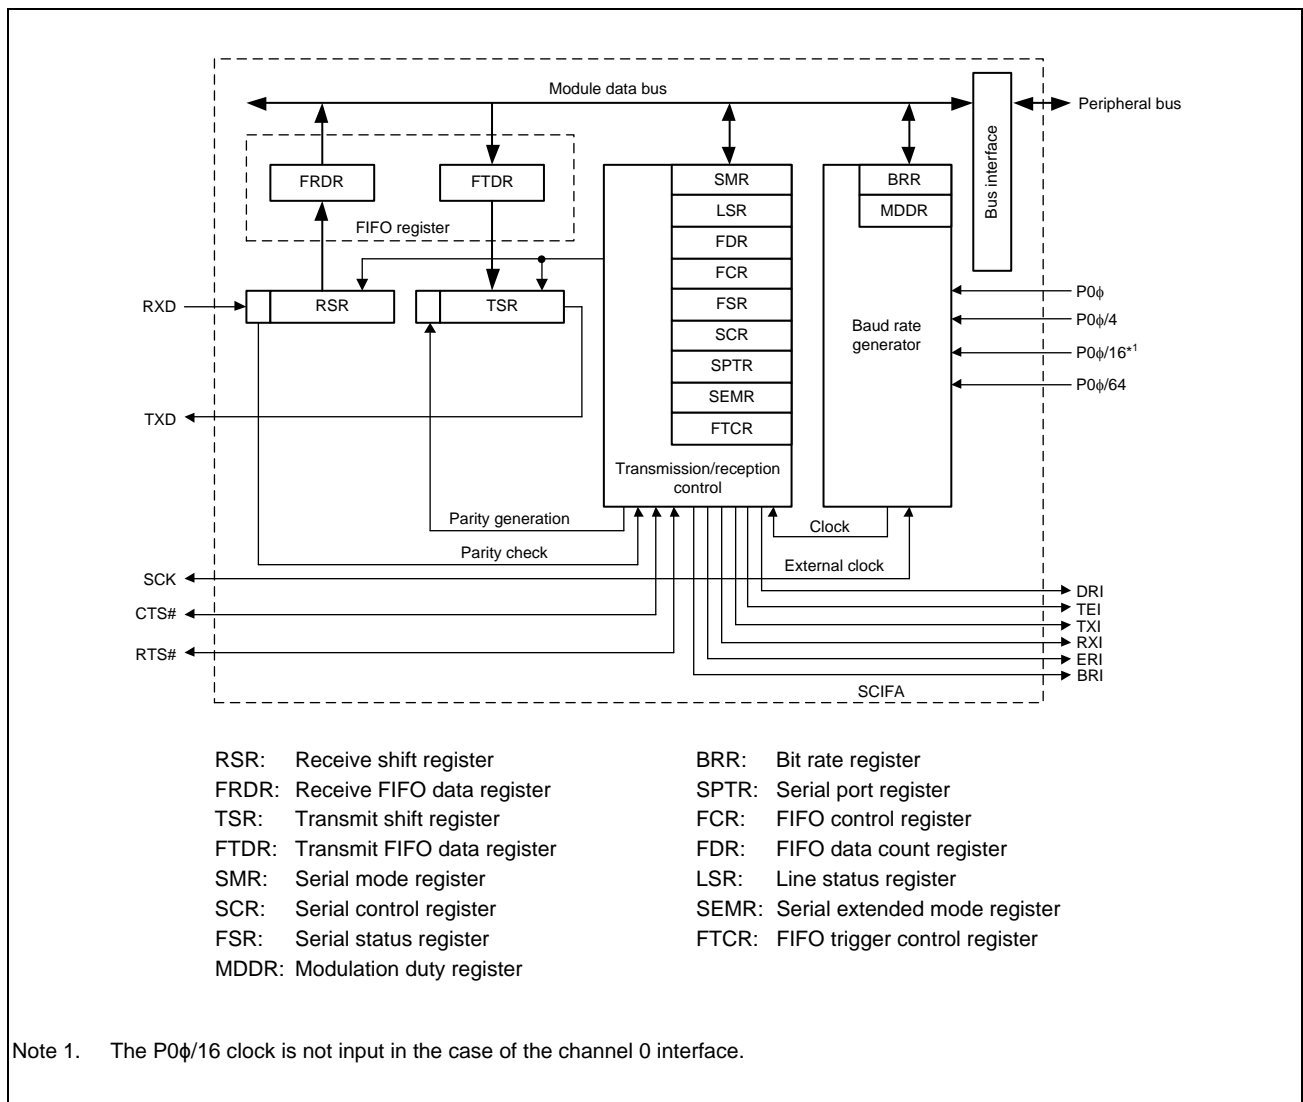 Module data bus
Peripheral bus
Bus interface
FRDR
FTDR
FIFO register
SMR
LSR
FDR
FCR
FSR
SCR
SPTR
SEMR
FTCR
Transmission/reception
control
BRR
MDDR
Baud rate
generator
RXD
RSR
TSR
P0ϕ
P0ϕ/4
P0ϕ/16*1
P0ϕ/64
TXD
Parity generation
Parity check
Clock
External clock
SCK
CTS#
RTS#
DRI
TEI
TXI
RXI
ERI
BRI
SCIFA
RSR: Receive shift register
FRDR: Receive FIFO data register
TSR: Transmit shift register
FTDR: Transmit FIFO data register
SMR: Serial mode register
SCR: Serial control register
FSR: Serial status register
MDDR: Modulation duty register
BRR: Bit rate register
SPTR: Serial port register
FCR: FIFO control register
FDR: FIFO data count register
LSR: Line status register
SEMR: Serial extended mode register
FTCR: FIFO trigger control register
Note 1. The P0ϕ/16 clock is not input in the case of the channel 0 interface.